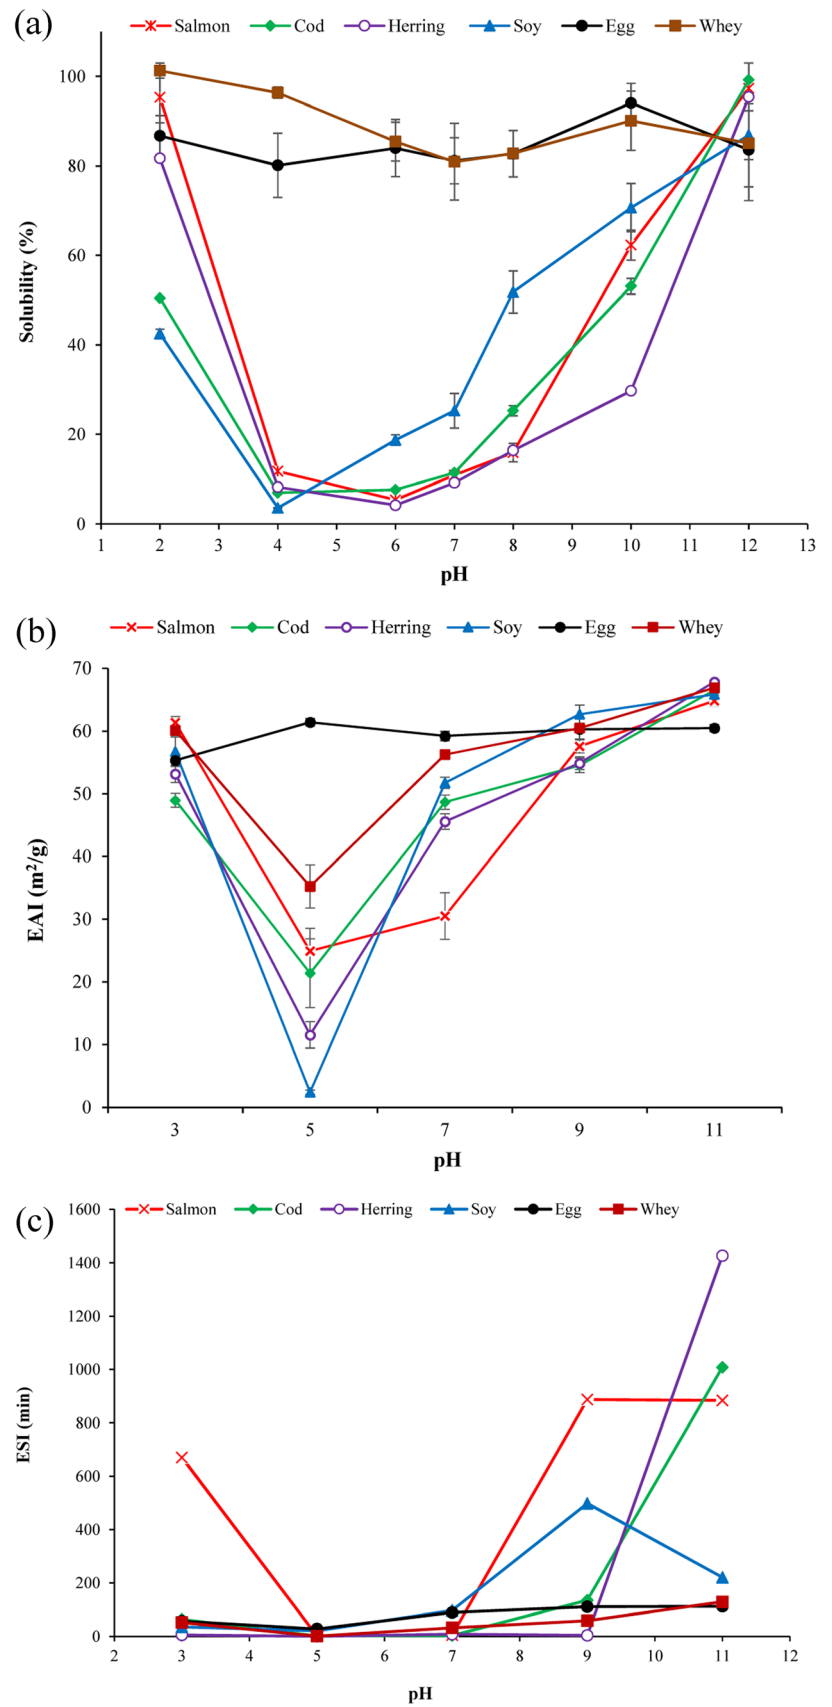 (a)
Salmon Cod Herring Soy Egg Whey
100
80
60
40
20
0
Solubility (%)
1 2 3 4 5 6 7 8 9 10 11 12 13
pH
(b)
Salmon Cod Herring Soy Egg Whey
70
60
50
40
30
20
10
0
EAI (m²/g)
3 5 7 9 11
pH
(c)
Salmon Cod Herring Soy Egg Whey
1600
1400
1200
1000
800
600
400
200
0
ESI (min)
2 3 4 5 6 7 8 9 10 11 12
pH